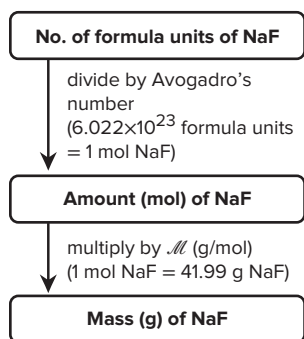 No. of formula units of NaF
divide by Avogadro's
number
(6.022×10²³ formula units
= 1 mol NaF)
Amount (mol) of NaF
multiply by ℳ (g/mol)
(1 mol NaF = 41.99 g NaF)
Mass (g) of NaF